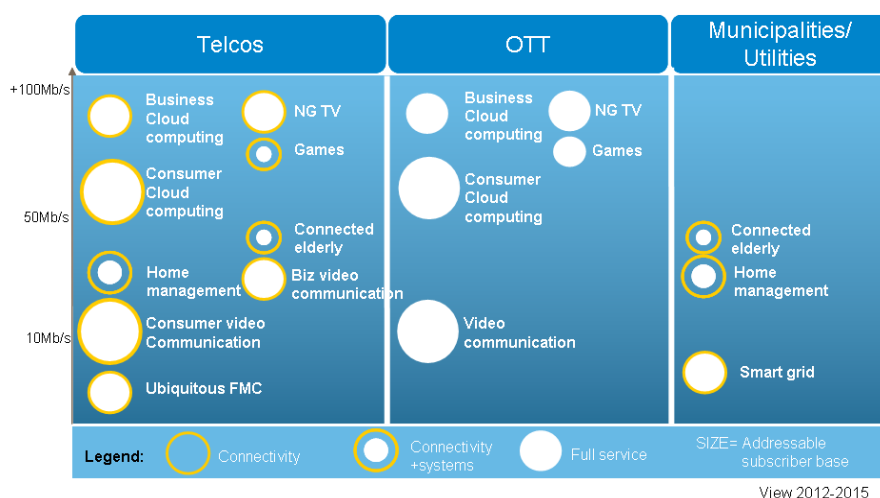 Telcos
OTT
Municipalities/
Utilities
+100Mb/s
50Mb/s
10Mb/s
Business
Cloud
computing
NG TV
Games
Consumer
Cloud
computing
Connected
elderly
Home
management
Biz video
communication
Consumer video
Communication
Ubiquitous FMC
Business
Cloud
computing
NG TV
Games
Consumer
Cloud
computing
Video
communication
Connected
elderly
Home
management
Smart grid
Legend:
Connectivity
Connectivity
+systems
Full service
SIZE= Addressable
subscriber base
View 2012-2015